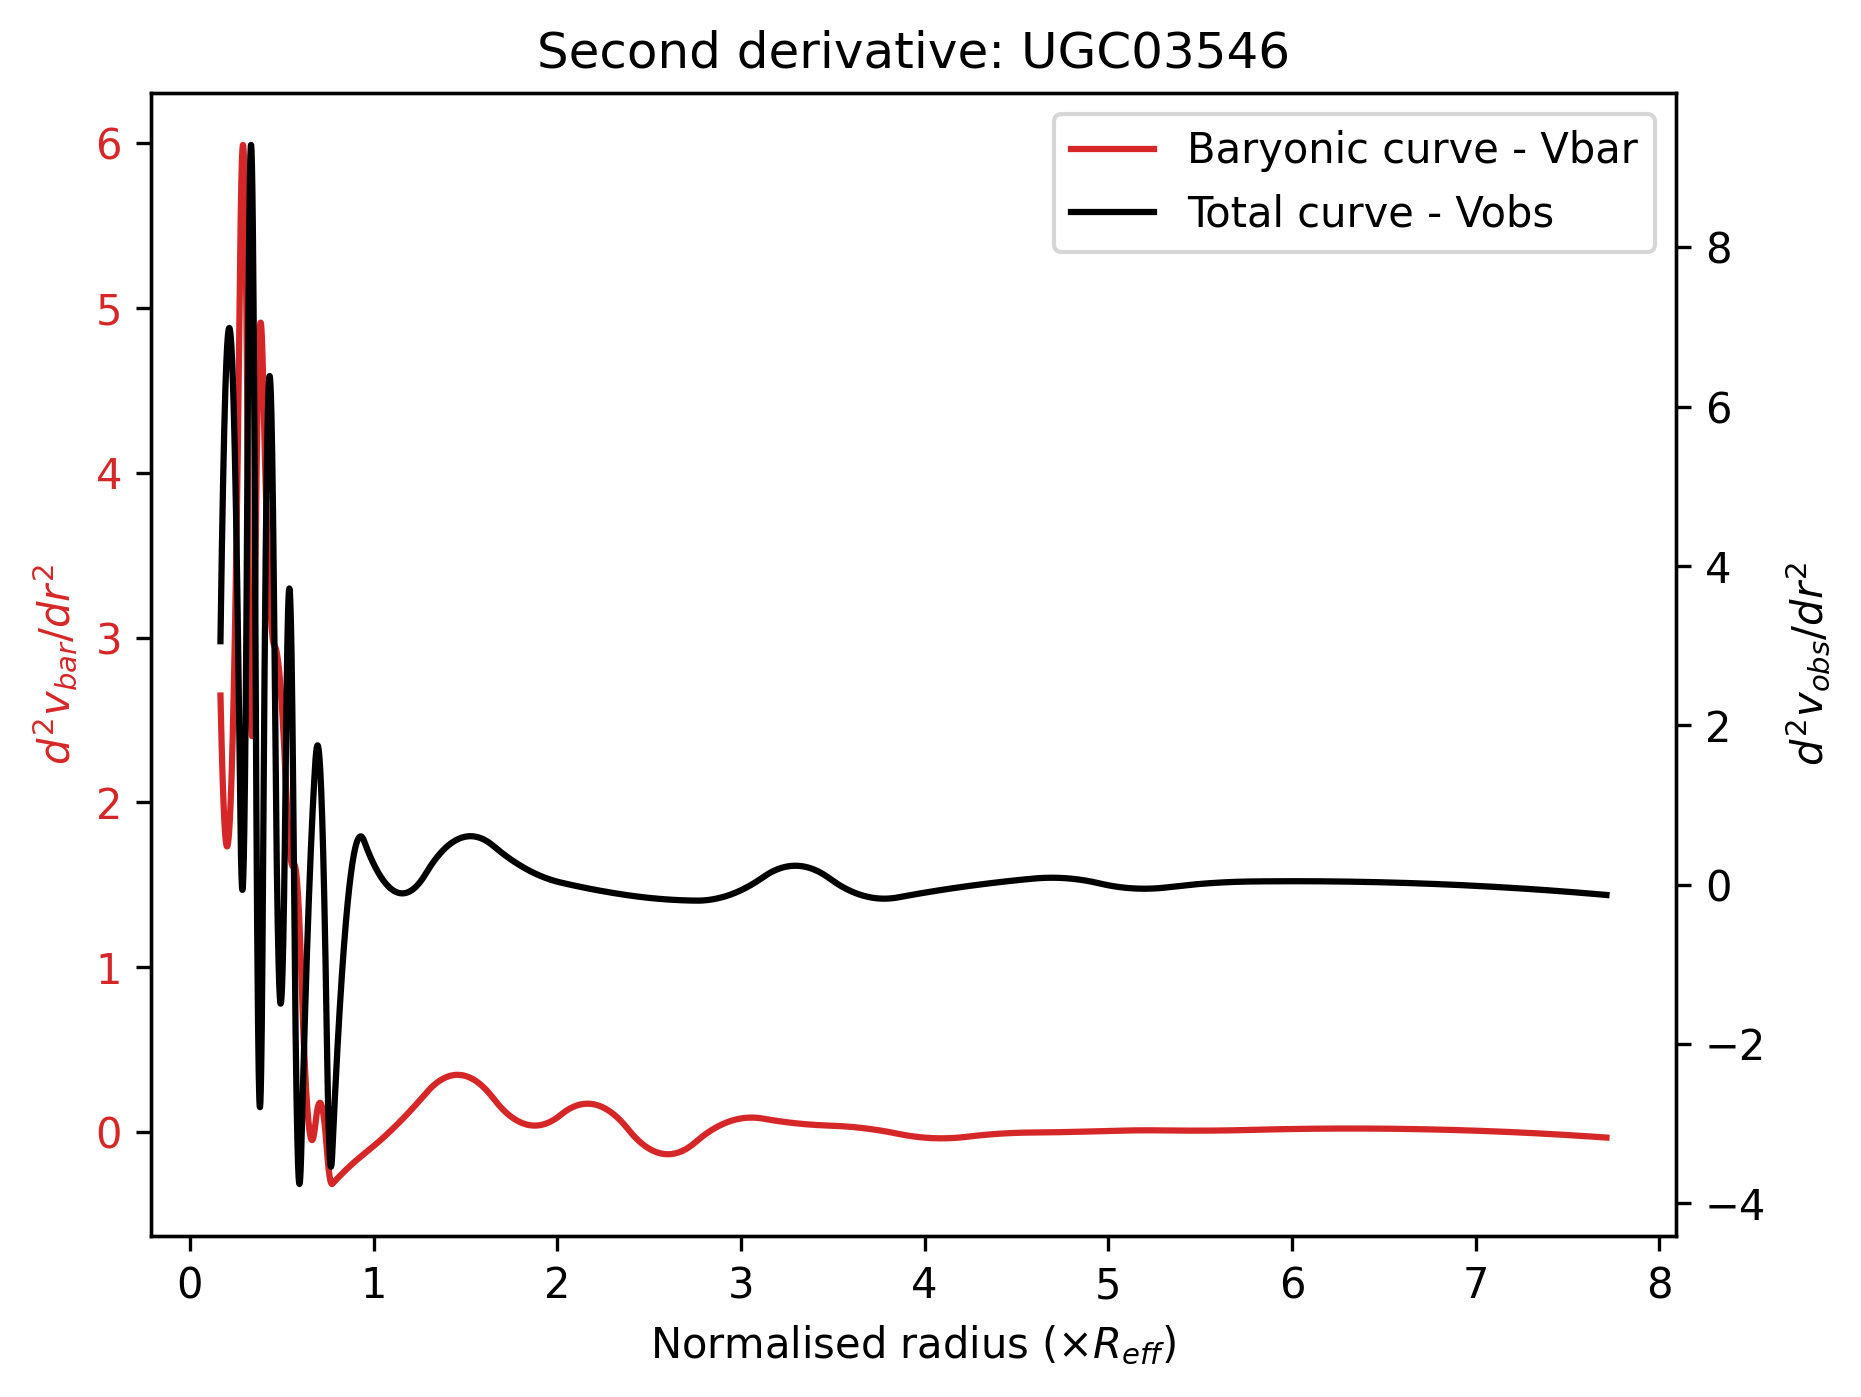 Second derivative: UGC03546
Baryonic curve - Vbar
Total curve - Vobs
6
5
4
3
2
1
0
d²v_bar/dr²
8
6
4
2
0
−2
−4
d²v_obs/dr²
0 1 2 3 4 5 6 7 8
Normalised radius (×R_eff)